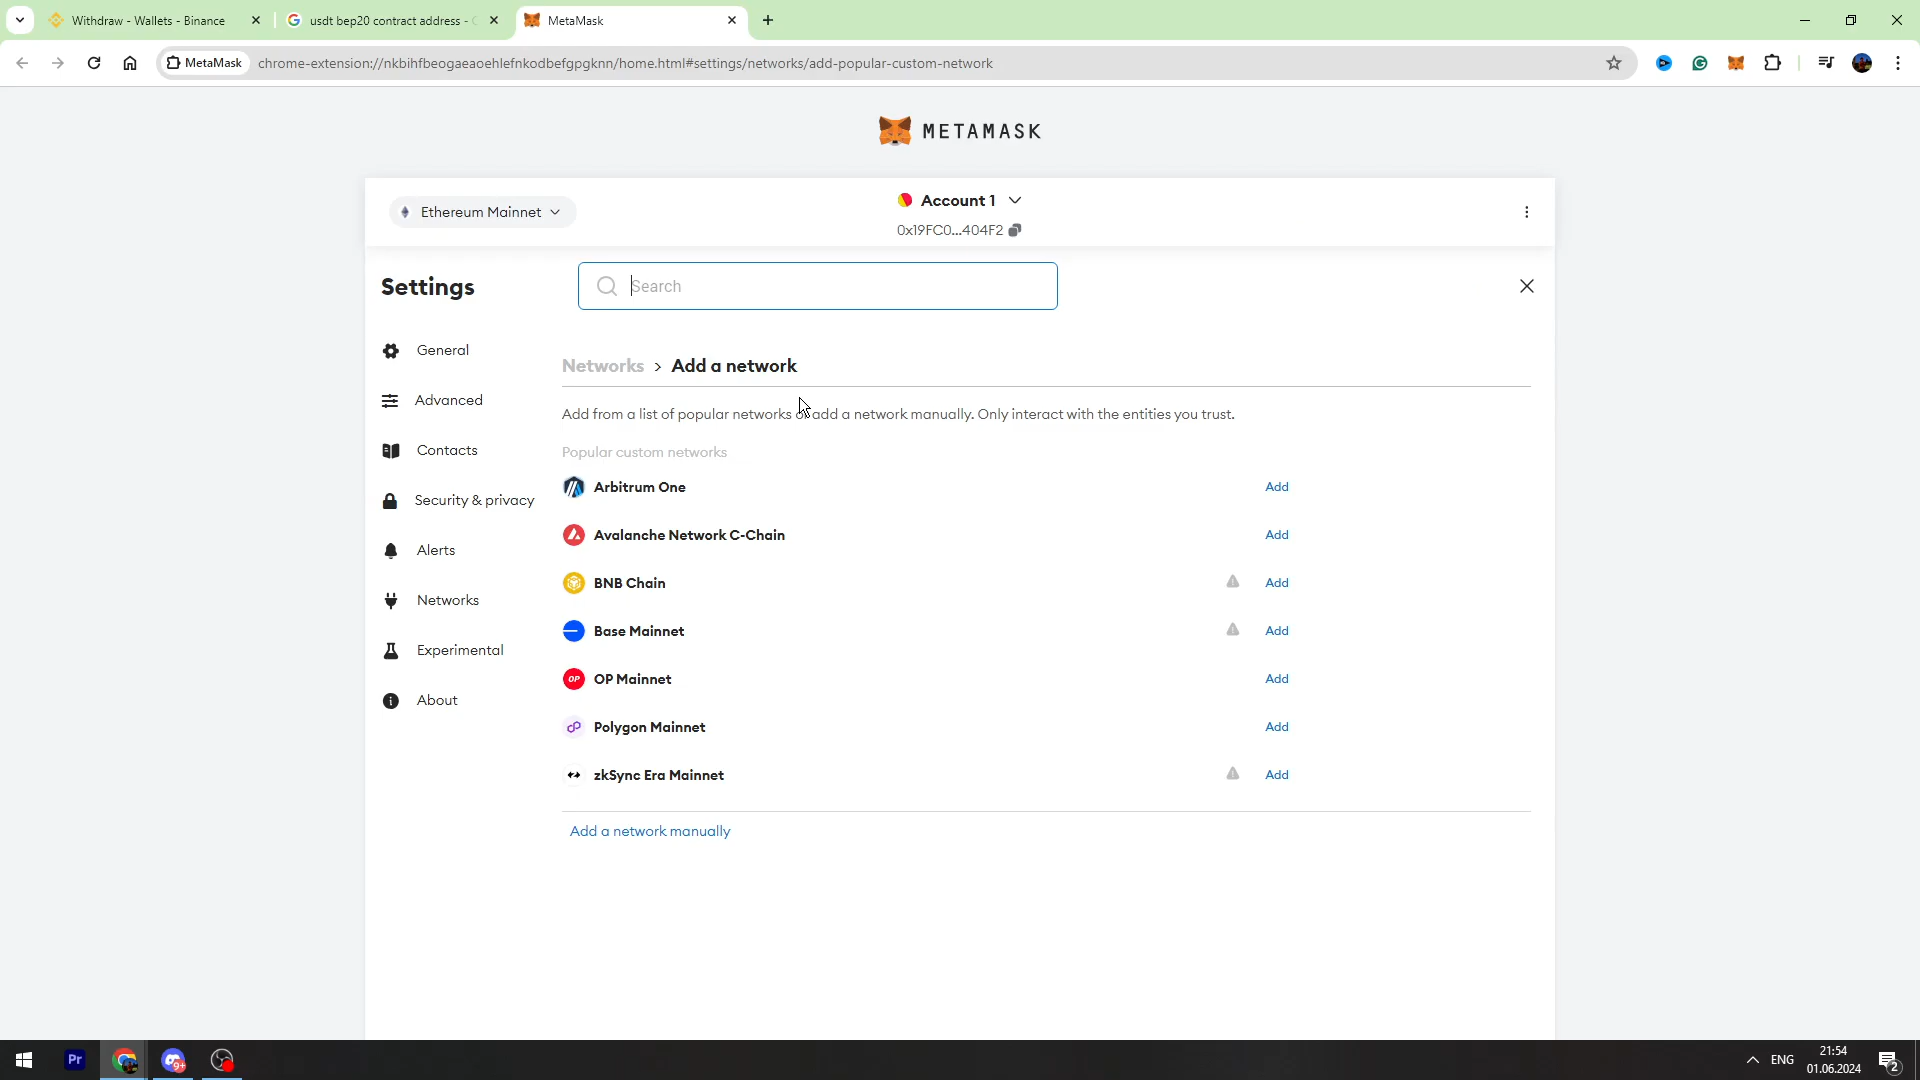 Withdraw - Wallets - Binance
usdt bep20 contract address -
MetaMask
MetaMask
chrome-extension://nkbihfbeogaeaoehlefnkodbefgpgknn/home.html#settings/networks/add-popular-custom-network
METAMASK
Ethereum Mainnet
Account 1
0x19FC0...404F2
Settings
Search
General
Advanced
Contacts
Security & privacy
Alerts
Networks
Experimental
About
Networks > Add a network
Add from a list of popular networks or add a network manually. Only interact with the entities you trust.
Popular custom networks
Arbitrum One Add
Avalanche Network C-Chain Add
BNB Chain Add
Base Mainnet Add
OP OP Mainnet Add
Polygon Mainnet Add
zkSync Era Mainnet Add
Add a network manually
Pr
9+
ENG
21:54
01.06.2024
2